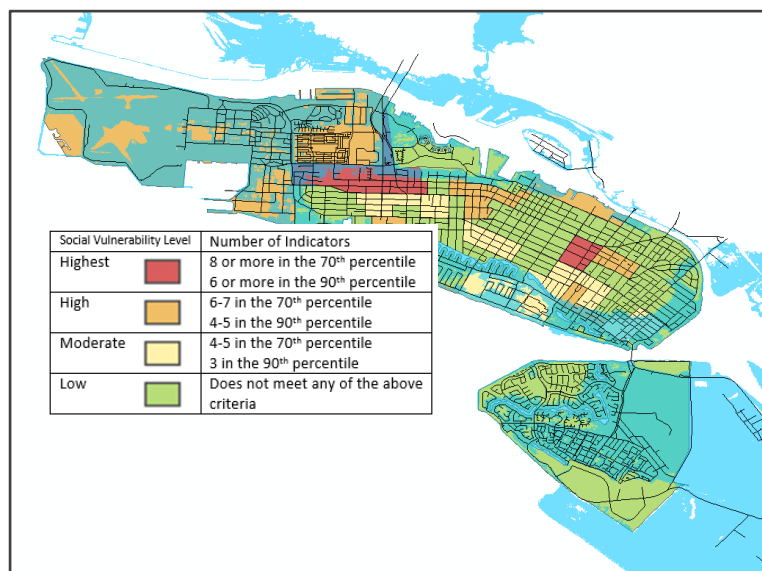 Social Vulnerability Level Number of Indicators
Highest 8 or more in the 70th percentile
6 or more in the 90th percentile
High 6-7 in the 70th percentile
4-5 in the 90th percentile
Moderate 4-5 in the 70th percentile
3 in the 90th percentile
Low Does not meet any of the above
criteria